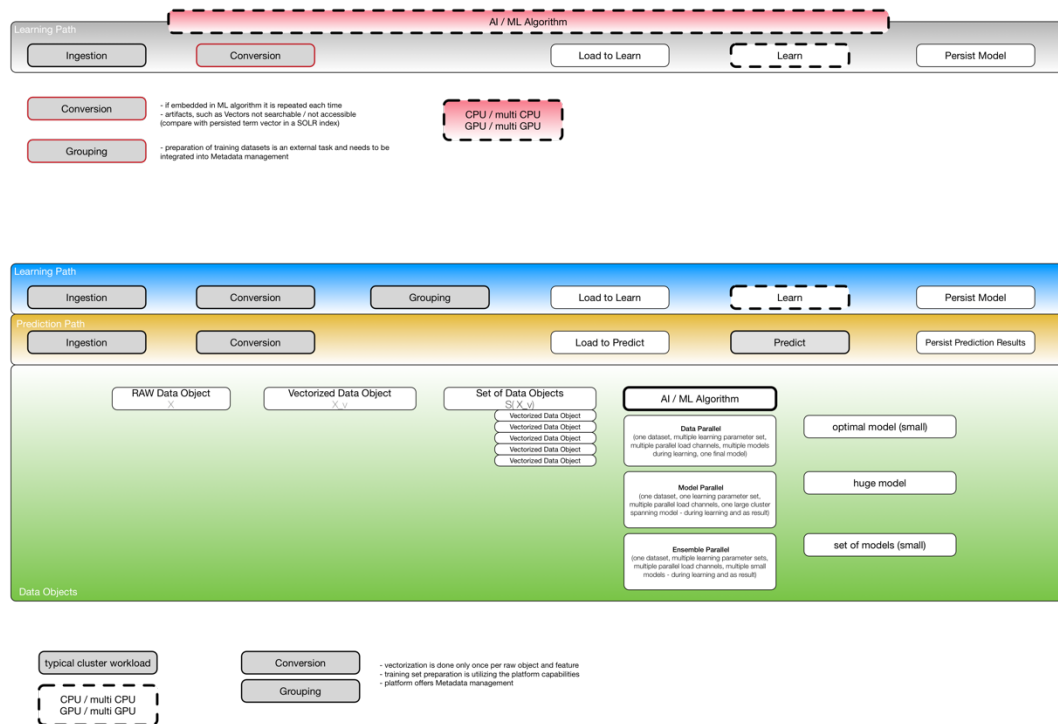 AI / ML Algorithm
Learning Path
Ingestion
Conversion
Load to Learn
Learn
Persist Model
Conversion
- if embedded in ML algorithm it is repeated each time
- artifacts, such as Vectors not searchable / not accessible
(compare with persisted term vector in a SOLR index)
CPU / multi CPU
GPU / multi GPU
Grouping
- preparation of training datasets is an external task and needs to be
integrated into Metadata management
Learning Path
Ingestion
Conversion
Grouping
Load to Learn
Learn
Persist Model
Prediction Path
Ingestion
Conversion
Load to Predict
Predict
Persist Prediction Results
RAW Data Object
X
Vectorized Data Object
X_v
Set of Data Objects
S( X_v)
Vectorized Data Object
Vectorized Data Object
Vectorized Data Object
Vectorized Data Object
Vectorized Data Object
AI / ML Algorithm
Data Parallel
(one dataset, multiple learning parameter set,
multiple parallel load channels, multiple models
during learning, one final model)
optimal model (small)
Model Parallel
(one dataset, one learning parameter set,
multiple parallel load channels, one large cluster
spanning model - during learning and as result)
huge model
Ensemble Parallel
(one dataset, multiple learning parameter sets,
multiple parallel load channels, multiple small
models - during learning and as result)
set of models (small)
Data Objects
typical cluster workload
CPU / multi CPU
GPU / multi GPU
Conversion
Grouping
- vectorization is done only once per raw object and feature
- training set preparation is utilizing the platform capabilities
- platform offers Metadata management